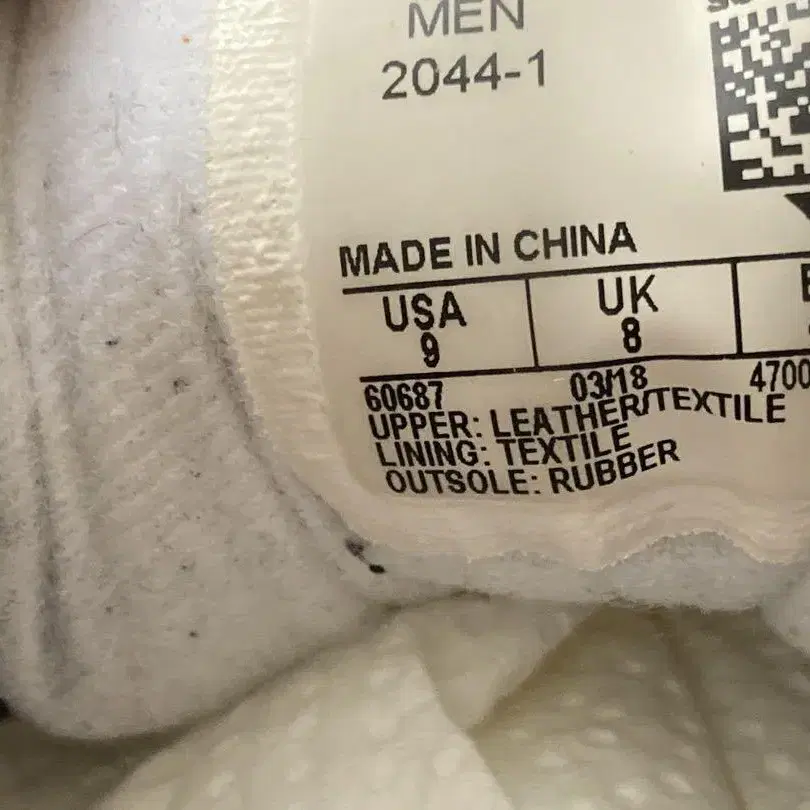 MEN
2044-1
MADE IN CHINA
USA UK
9 8
60687 03/18 4700
UPPER: LEATHER/TEXTILE
LINING: TEXTILE
OUTSOLE: RUBBER